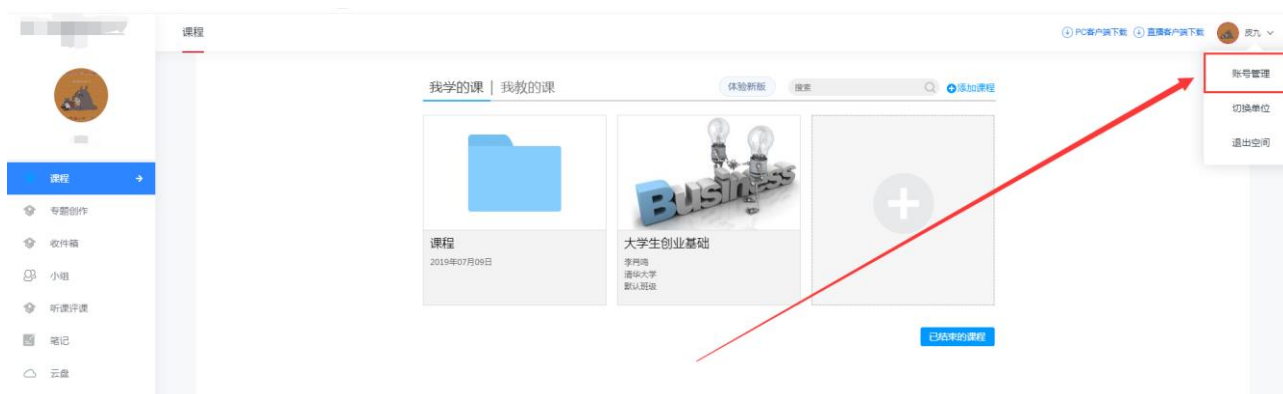 课程
PC客户端下载
直播客户端下载
皮九
账号管理
切换单位
退出空间
我学的课 | 我教的课
体验新版
搜索
添加课程
课程
专题创作
收件箱
小组
听课评课
笔记
云盘
BUSINESS
课程
2019年07月09日
大学生创业基础
清华大学
默认班级
已结束的课程